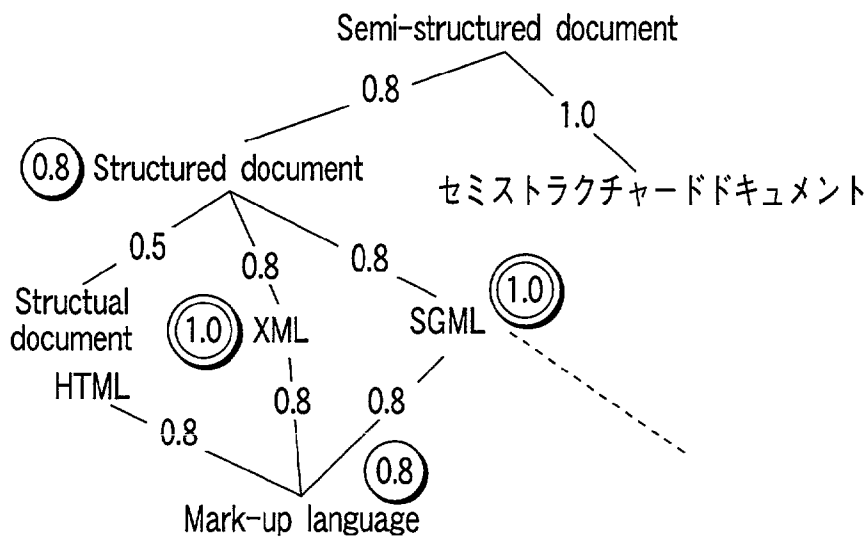 Semi-structured document
0.8
1.0
0.8 Structured document
セミストラクチャードドキュメント
0.5
0.8
0.8
1.0
Structual
document
1.0 XML
SGML
HTML
0.8
0.8
0.8
0.8
Mark-up language